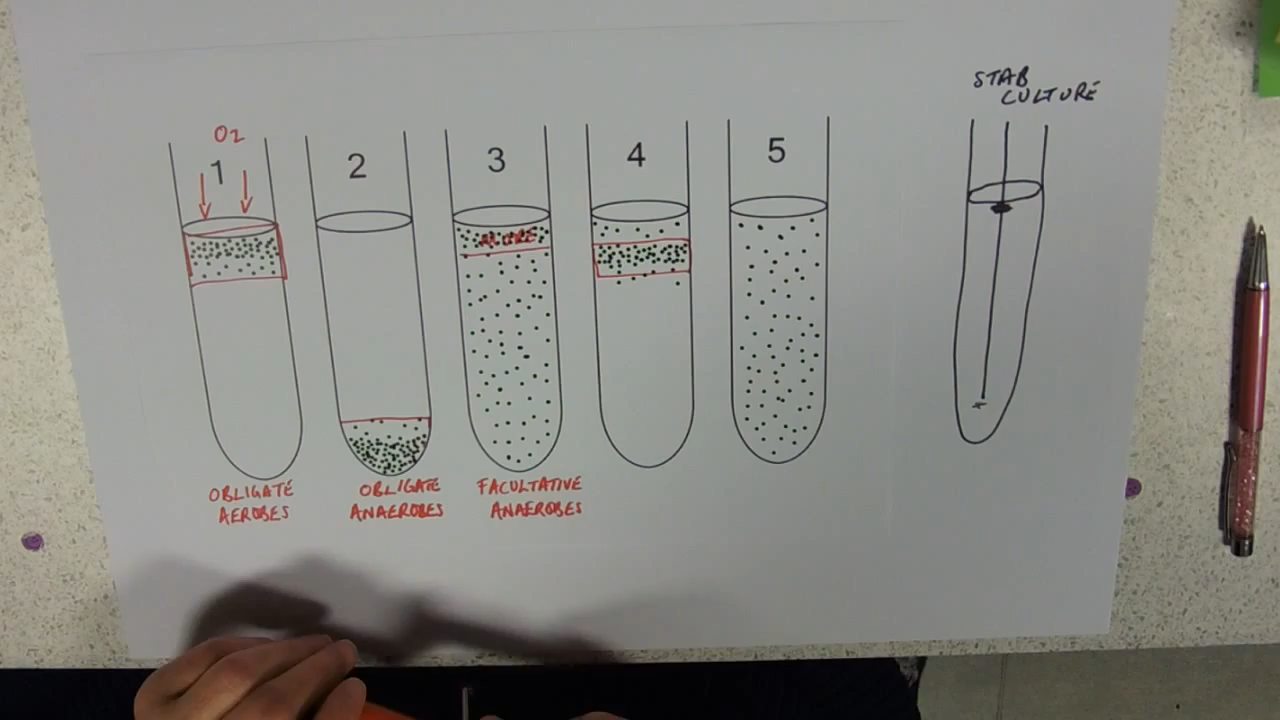 STAB
CULTURE
O2
1
2
3
4
5
OBLIGATE
AEROBES
OBLIGATE
ANAEROBES
FACULTATIVE
ANAEROBES